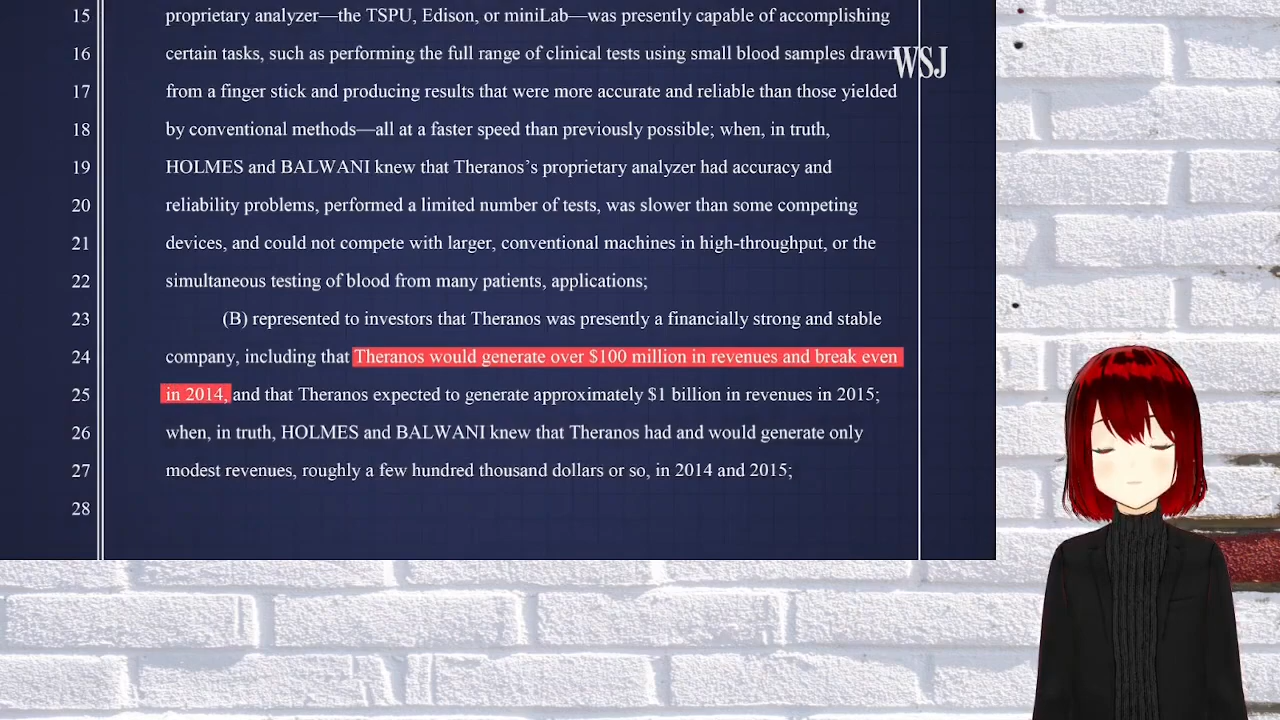 15 proprietary analyzer—the TSPU, Edison, or miniLab—was presently capable of accomplishing
16 certain tasks, such as performing the full range of clinical tests using small blood samples drawn
WSJ
17 from a finger stick and producing results that were more accurate and reliable than those yielded
18 by conventional methods—all at a faster speed than previously possible; when, in truth,
19 HOLMES and BALWANI knew that Theranos’s proprietary analyzer had accuracy and
20 reliability problems, performed a limited number of tests, was slower than some competing
21 devices, and could not compete with larger, conventional machines in high-throughput, or the
22 simultaneous testing of blood from many patients, applications;
23 (B) represented to investors that Theranos was presently a financially strong and stable
24 company, including that Theranos would generate over $100 million in revenues and break even
25 in 2014, and that Theranos expected to generate approximately $1 billion in revenues in 2015;
26 when, in truth, HOLMES and BALWANI knew that Theranos had and would generate only
27 modest revenues, roughly a few hundred thousand dollars or so, in 2014 and 2015;
28